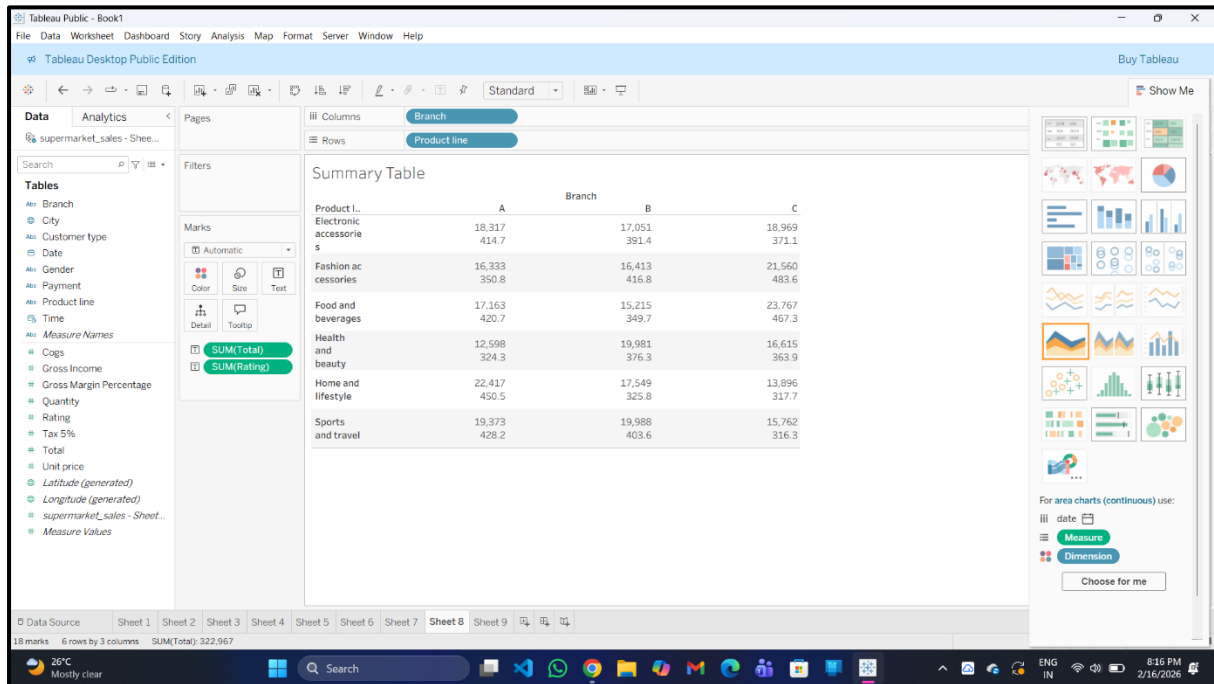 Tableau Public - Book1
File Data Worksheet Dashboard Story Analysis Map Format Server Window Help
Tableau Desktop Public Edition Buy Tableau
Standard Show Me
Data Analytics Pages Columns Branch
supermarket_sales - Shee... Rows Product line
Search Filters Summary Table
Tables Branch
Branch Product l.. A B C
City Electronic accessories 18,317 17,051 18,969
414.7 391.4 371.1
Customer type Marks
Date Automatic
Fashion accessories 16,333 16,413 21,560
350.8 416.8 483.6
Gender
Payment Color Size Text
Product line Food and beverages 17,163 15,215 23,767
420.7 349.7 467.3
Time Detail Tooltip
Measure Names
Health and beauty 12,598 19,981 16,615
324.3 376.3 363.9
Cogs SUM(Total)
Gross Income SUM(Rating)
Gross Margin Percentage
Home and lifestyle 22,417 17,549 13,896
450.5 325.8 317.7
Quantity
Rating
Tax 5%
Sports and travel 19,373 19,988 15,762
428.2 403.6 316.3
Total
Unit price
Latitude (generated)
Longitude (generated)
supermarket_sales - Sheet...
Measure Values
For area charts (continuous) use:
date
Measure
Dimension
Choose for me
Data Source Sheet 1 Sheet 2 Sheet 3 Sheet 4 Sheet 5 Sheet 6 Sheet 7 Sheet 8 Sheet 9
18 marks 6 rows by 3 columns SUM(Total): 322,967
26°C
Mostly clear
Search
ENG
IN
8:16 PM
2/16/2026